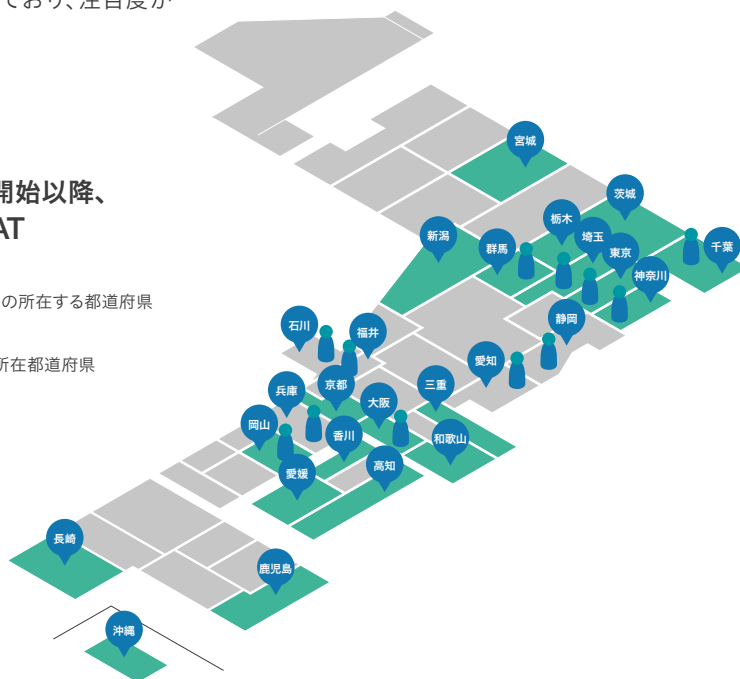 ており、注目度が
開始以降、
AT
の所在する都道府県
所在都道府県
宮城
茨城
栃木
新潟
群馬
埼玉
東京
千葉
神奈川
静岡
石川
福井
愛知
兵庫
京都
大阪
三重
岡山
香川
和歌山
愛媛
高知
長崎
鹿児島
沖縄